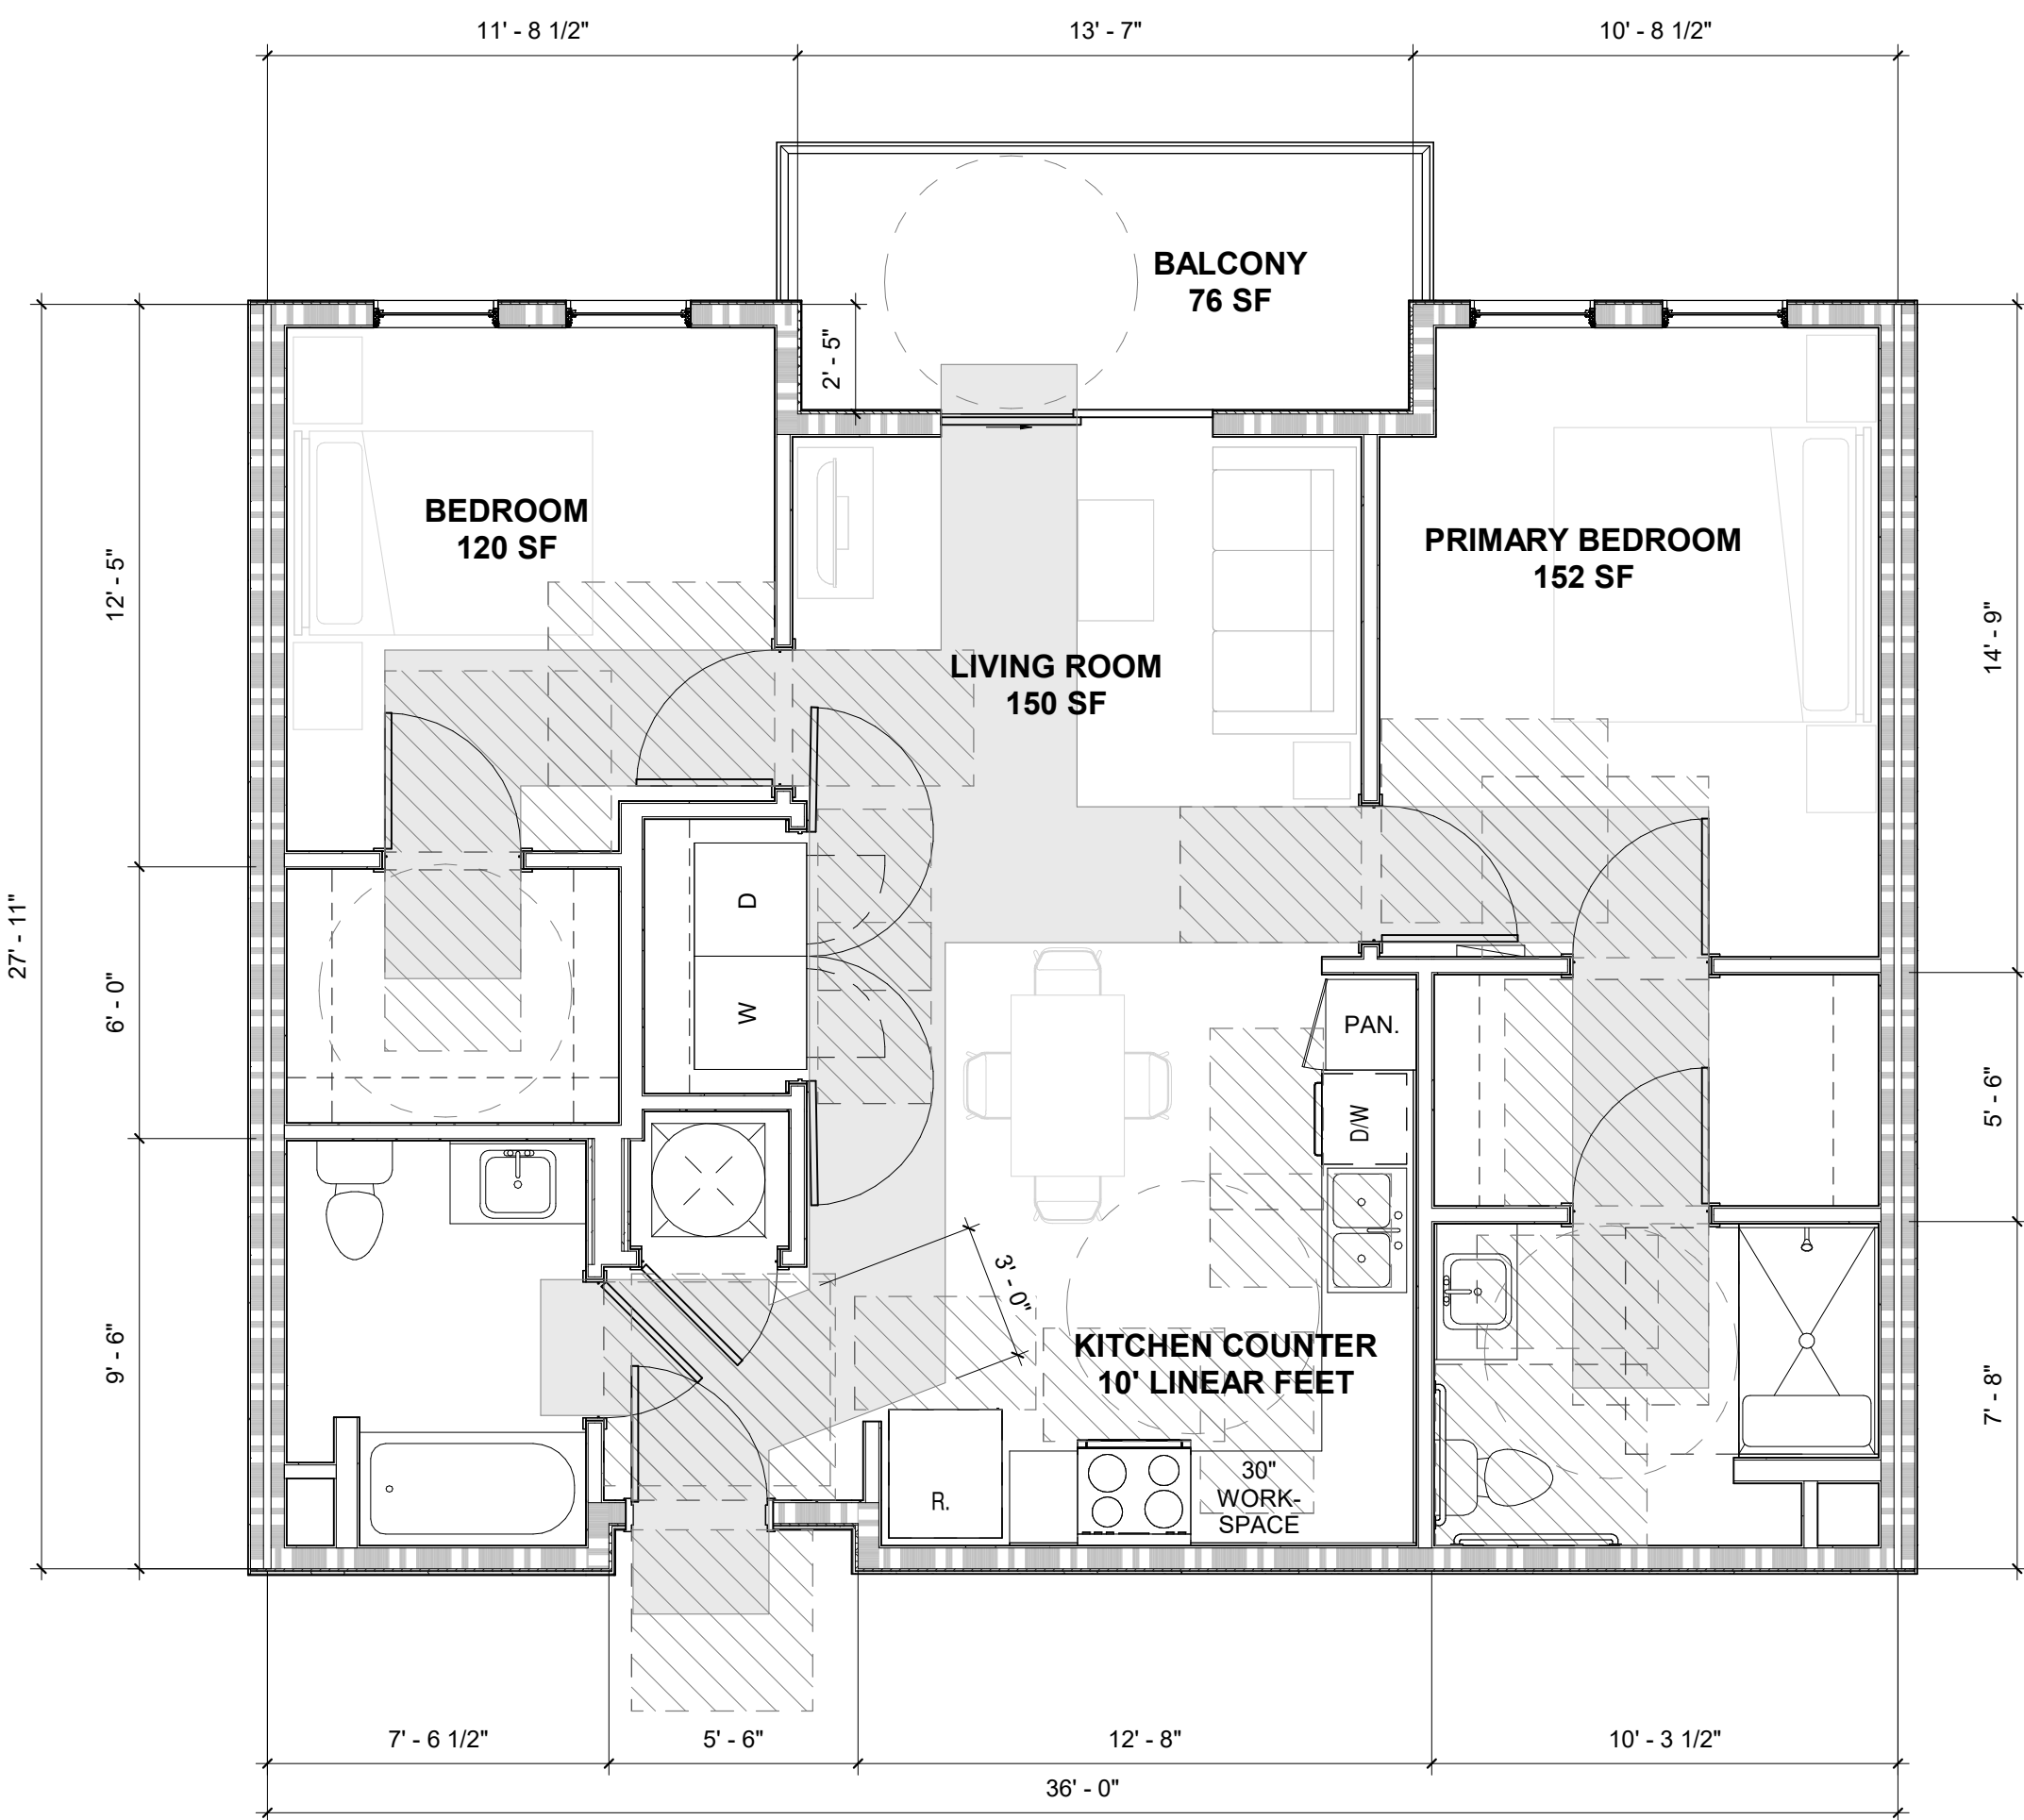 11' - 8 1/2"
13' - 7"
10' - 8 1/2"
BALCONY
76 SF
2' - 5"
BEDROOM
120 SF
PRIMARY BEDROOM
152 SF
12' - 5"
14' - 9"
LIVING ROOM
150 SF
27' - 11"
D
W
6' - 0"
PAN.
D/W
5' - 6"
3' - 0"
9' - 6"
KITCHEN COUNTER
10' LINEAR FEET
7' - 8"
R.
30"
WORK-
SPACE
7' - 6 1/2"
5' - 6"
12' - 8"
10' - 3 1/2"
36' - 0"